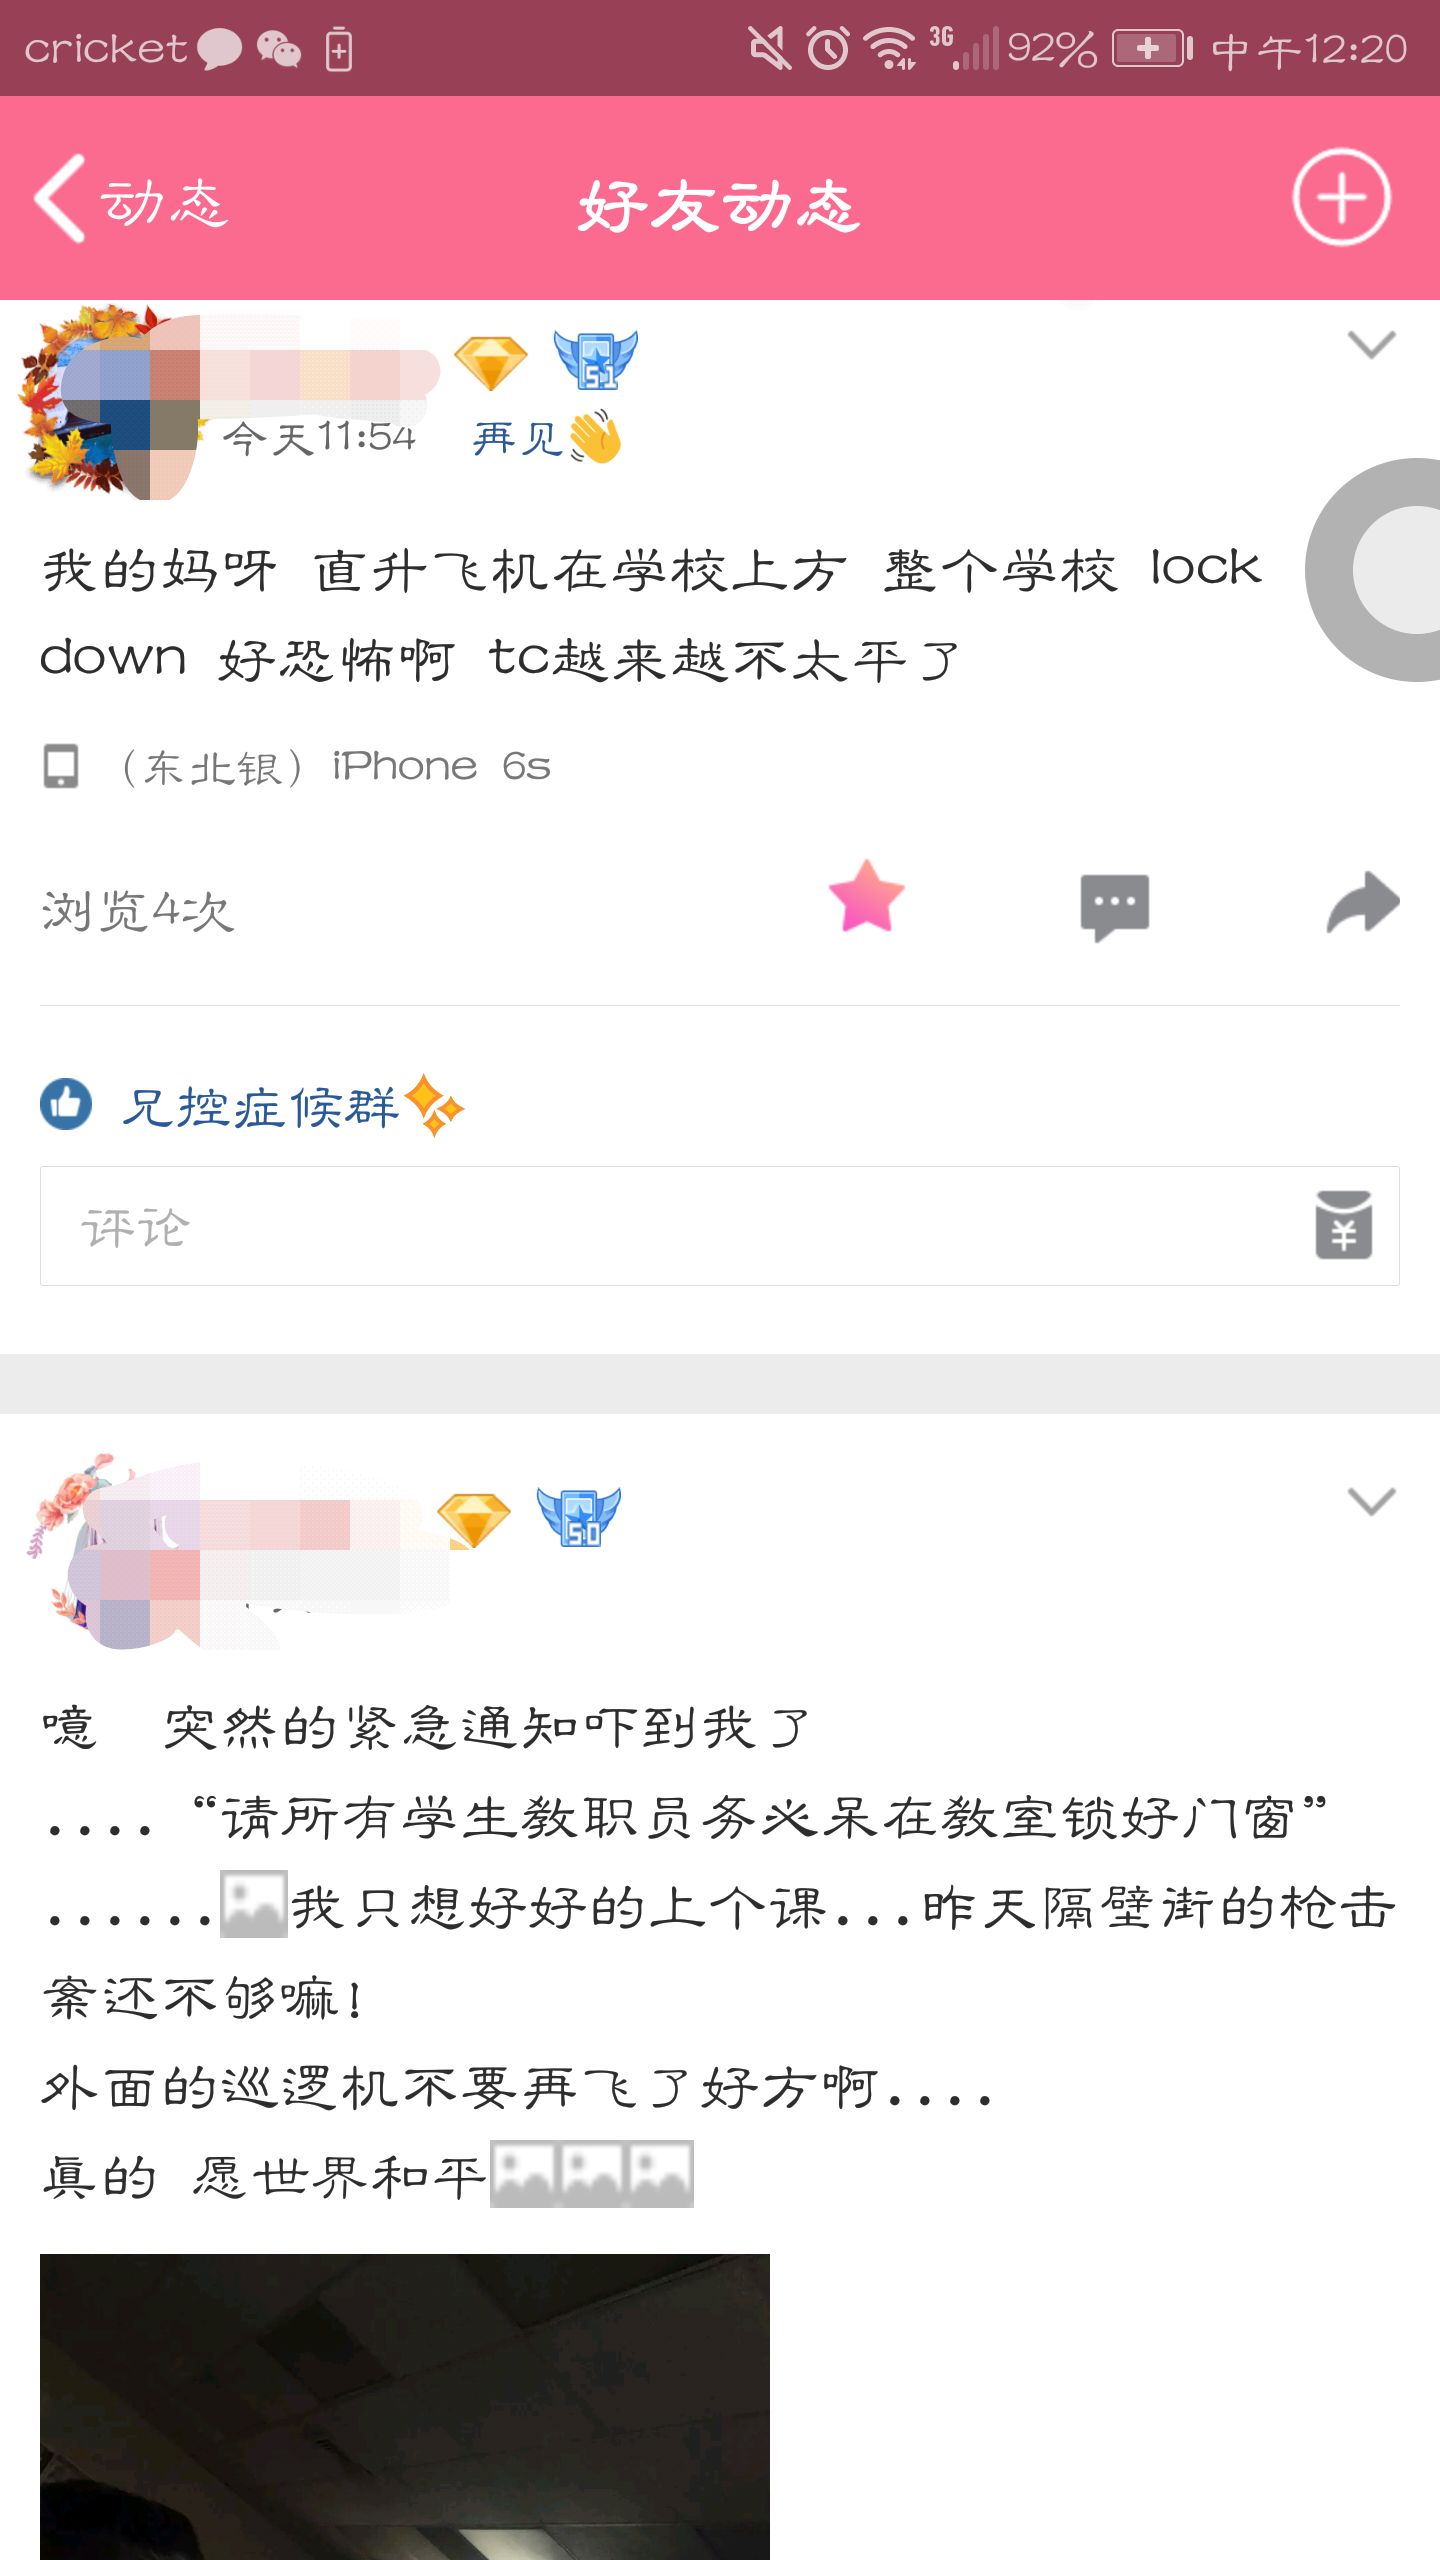 cricket 3G 92% 中午12:20
动态 好友动态
51
今天11:54 再见👋
我的妈呀 直升飞机在学校上方 整个学校 lock
down 好恐怖啊 tc越来越不太平了
（东北银）iPhone 6s
浏览4次
兄控症候群✨
评论
50
噫 突然的紧急通知吓到我了
....“请所有学生教职员务必呆在教室锁好门窗”
......我只想好好的上个课...昨天隔壁街的枪击
案还不够嘛!
外面的巡逻机不要再飞了好方啊....
真的 愿世界和平